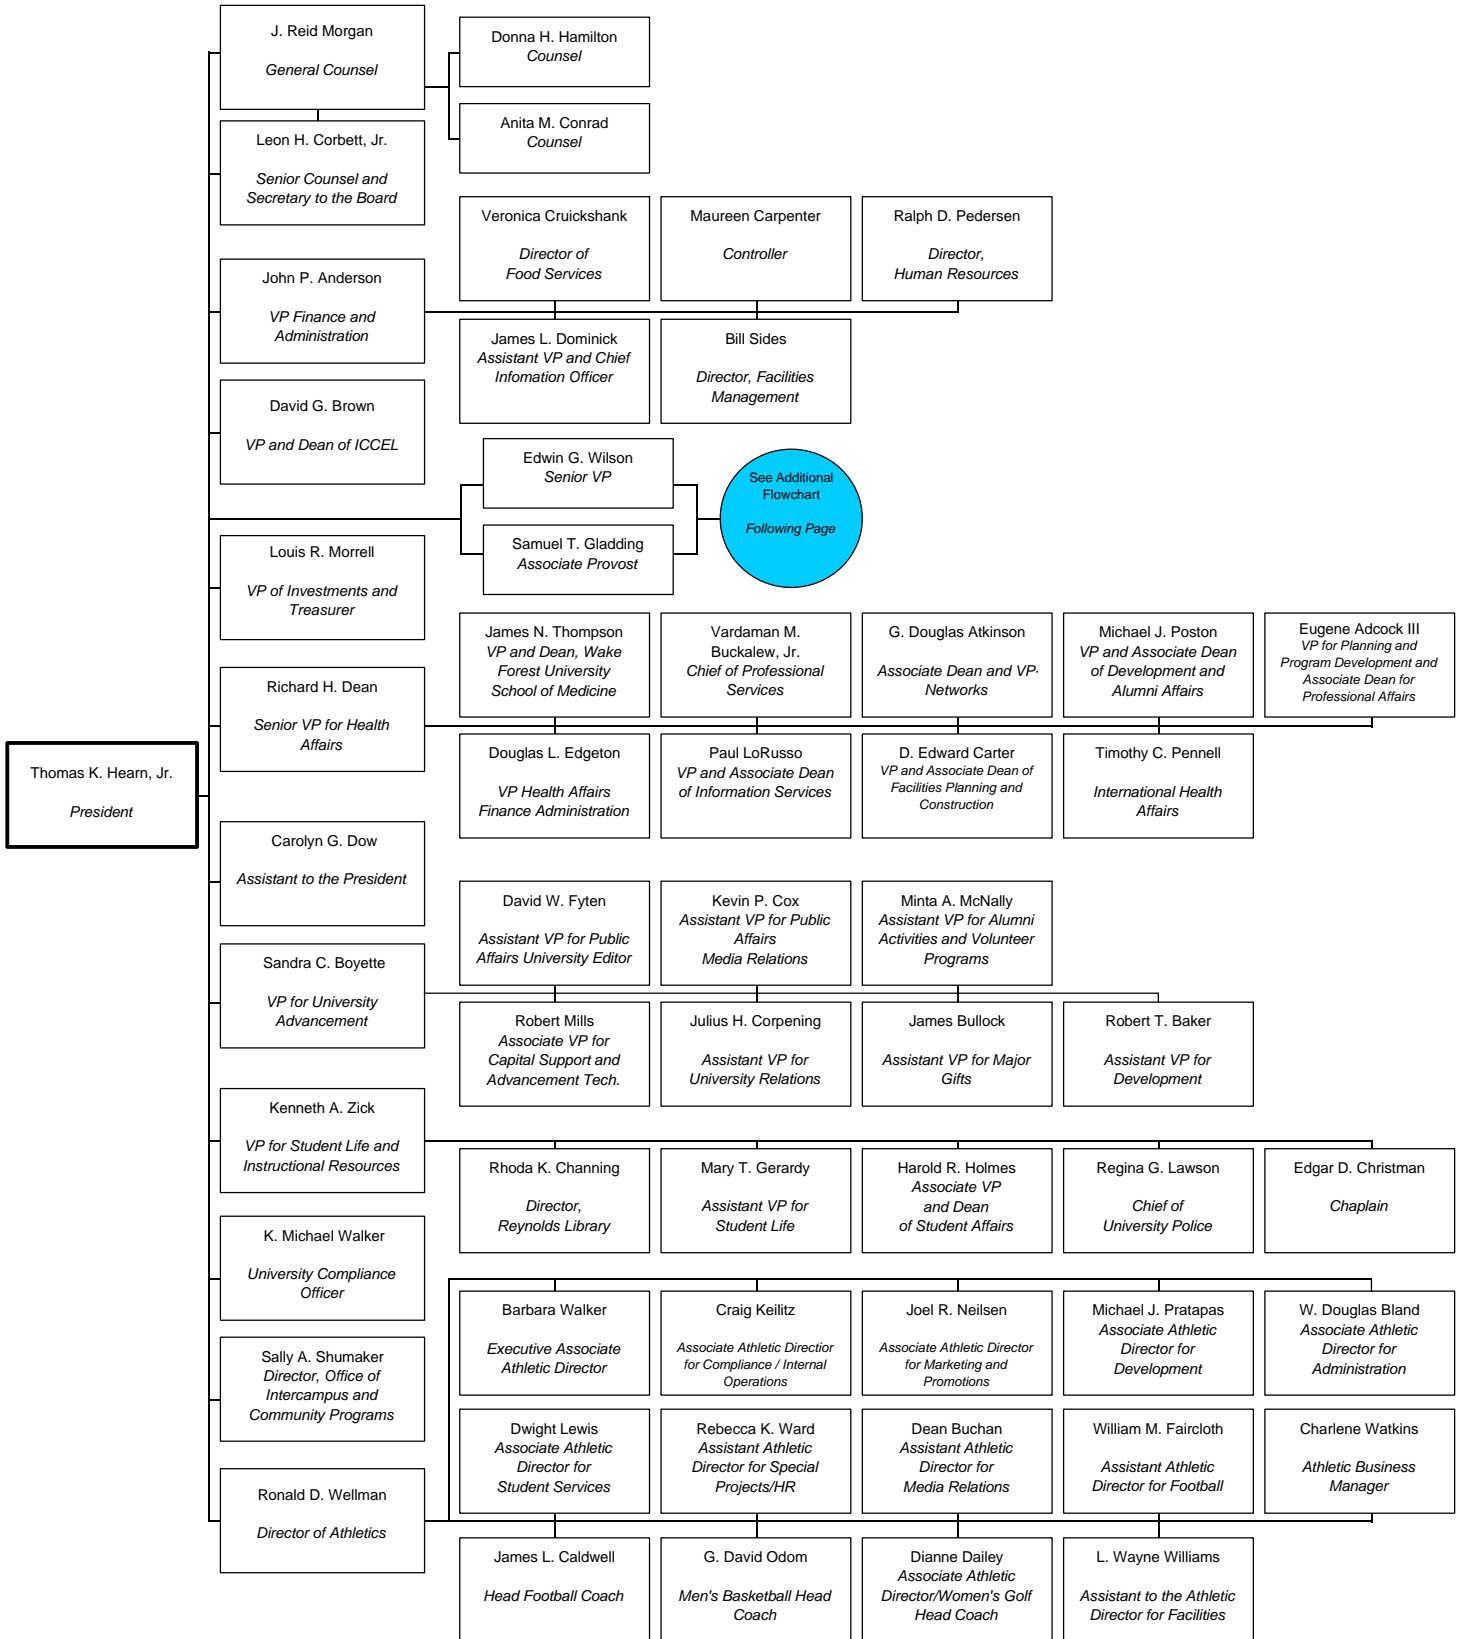 J. Reid Morgan
General Counsel
Donna H. Hamilton
Counsel
Anita M. Conrad
Counsel
Leon H. Corbett, Jr.
Senior Counsel and
Secretary to the Board
Veronica Cruickshank
Director of
Food Services
Maureen Carpenter
Controller
Ralph D. Pedersen
Director,
Human Resources
John P. Anderson
VP Finance and
Administration
James L. Dominick
Assistant VP and Chief
Infomation Officer
Bill Sides
Director, Facilities
Management
David G. Brown
VP and Dean of ICCEL
Edwin G. Wilson
Senior VP
Samuel T. Gladding
Associate Provost
See Additional
Flowchart
Following Page
Louis R. Morrell
VP of Investments and
Treasurer
James N. Thompson
VP and Dean, Wake
Forest University
School of Medicine
Vardaman M.
Buckalew, Jr.
Chief of Professional
Services
G. Douglas Atkinson
Associate Dean and VP-
Networks
Michael J. Poston
VP and Associate Dean
of Development and
Alumni Affairs
Eugene Adcock III
VP for Planning and
Program Development and
Associate Dean for
Professional Affairs
Richard H. Dean
Senior VP for Health
Affairs
Douglas L. Edgeton
VP Health Affairs
Finance Administration
Paul LoRusso
VP and Associate Dean
of Information Services
D. Edward Carter
VP and Associate Dean of
Facilities Planning and
Construction
Timothy C. Pennell
International Health
Affairs
Thomas K. Hearn, Jr.
President
Carolyn G. Dow
Assistant to the President
David W. Fyten
Assistant VP for Public
Affairs University Editor
Kevin P. Cox
Assistant VP for Public
Affairs
Media Relations
Minta A. McNally
Assistant VP for Alumni
Activities and Volunteer
Programs
Sandra C. Boyette
VP for University
Advancement
Robert Mills
Associate VP for
Capital Support and
Advancement Tech.
Julius H. Corpening
Assistant VP for
University Relations
James Bullock
Assistant VP for Major
Gifts
Robert T. Baker
Assistant VP for
Development
Kenneth A. Zick
VP for Student Life and
Instructional Resources
Rhoda K. Channing
Director,
Reynolds Library
Mary T. Gerardy
Assistant VP for
Student Life
Harold R. Holmes
Associate VP
and Dean
of Student Affairs
Regina G. Lawson
Chief of
University Police
Edgar D. Christman
Chaplain
K. Michael Walker
University Compliance
Officer
Barbara Walker
Executive Associate
Athletic Director
Craig Keilitz
Associate Athletic Direction
for Compliance / Internal
Operations
Joel R. Neilsen
Associate Athletic Director
for Marketing and
Promotions
Michael J. Pratapas
Associate Athletic
Director for
Development
W. Douglas Bland
Associate Athletic
Director for
Administration
Sally A. Shumaker
Director, Office of
Intercampus and
Community Programs
Dwight Lewis
Associate Athletic
Director for
Student Services
Rebecca K. Ward
Assistant Athletic
Director for Special
Projects/HR
Dean Buchan
Assistant Athletic
Director for
Media Relations
William M. Faircloth
Assistant Athletic
Director for Football
Charlene Watkins
Athletic Business
Manager
Ronald D. Wellman
Director of Athletics
James L. Caldwell
Head Football Coach
G. David Odom
Men's Basketball Head
Coach
Dianne Dailey
Associate Athletic
Director/Women's Golf
Head Coach
L. Wayne Williams
Assistant to the Athletic
Director for Facilities